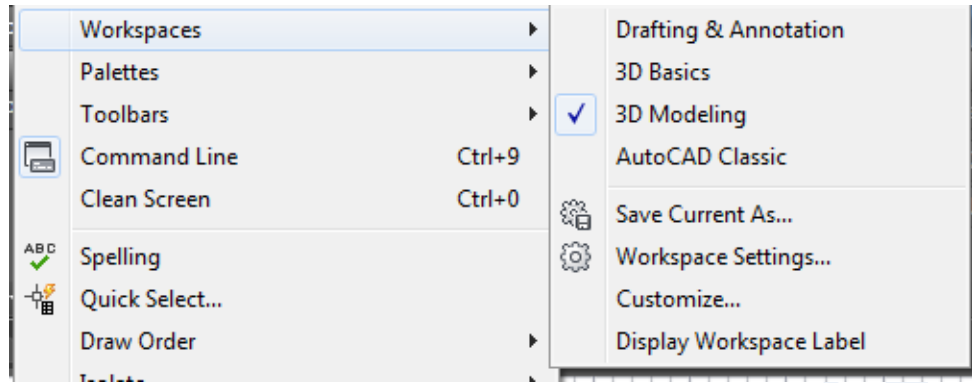 Workspaces
Palettes
Toolbars
Command Line Ctrl+9
Clean Screen Ctrl+0
ABC Spelling
Quick Select...
Draw Order
Drafting & Annotation
3D Basics
3D Modeling
AutoCAD Classic
Save Current As...
Workspace Settings...
Customize...
Display Workspace Label